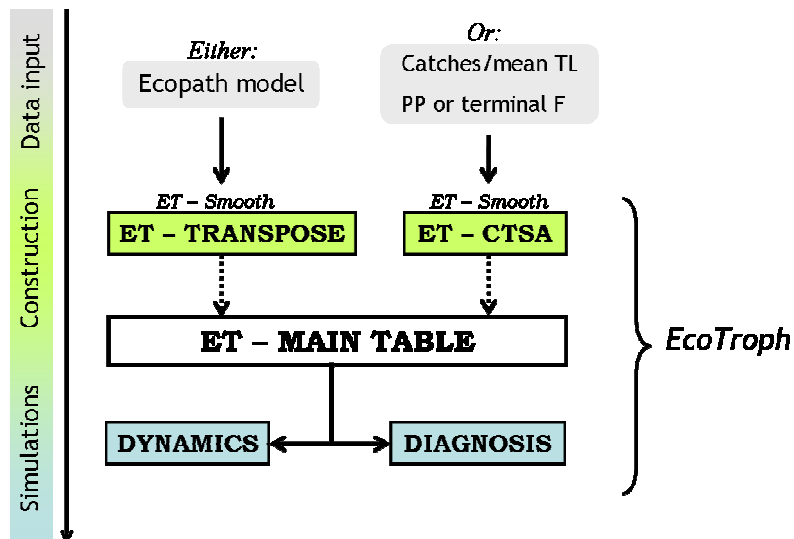 Data input
Construction
Simulations
Either:
Ecopath model
Or:
Catches/mean TL
PP or terminal F
ET – Smooth
ET – TRANSPOSE
ET – Smooth
ET – CTSA
ET – MAIN TABLE
DYNAMICS
DIAGNOSIS
EcoTroph